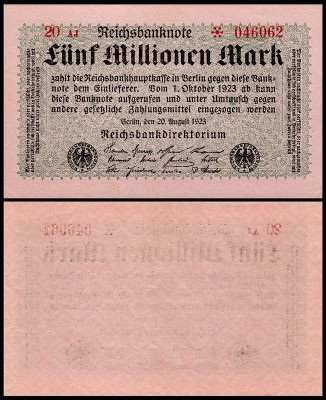 20 AJ Reichsbanknote * 046062
Fünf Millionen Mark
zahlt die Reichsbankhauptkasse in Berlin gegen diese Bank-
note dem Einlieferer. Vom 1. Oktober 1923 ab kann
diese Banknote aufgerufen und unter Umtausch gegen
andere gesetzliche Zahlungsmittel eingezogen werden
Berlin, den 20. August 1923
Reichsbankdirektorium